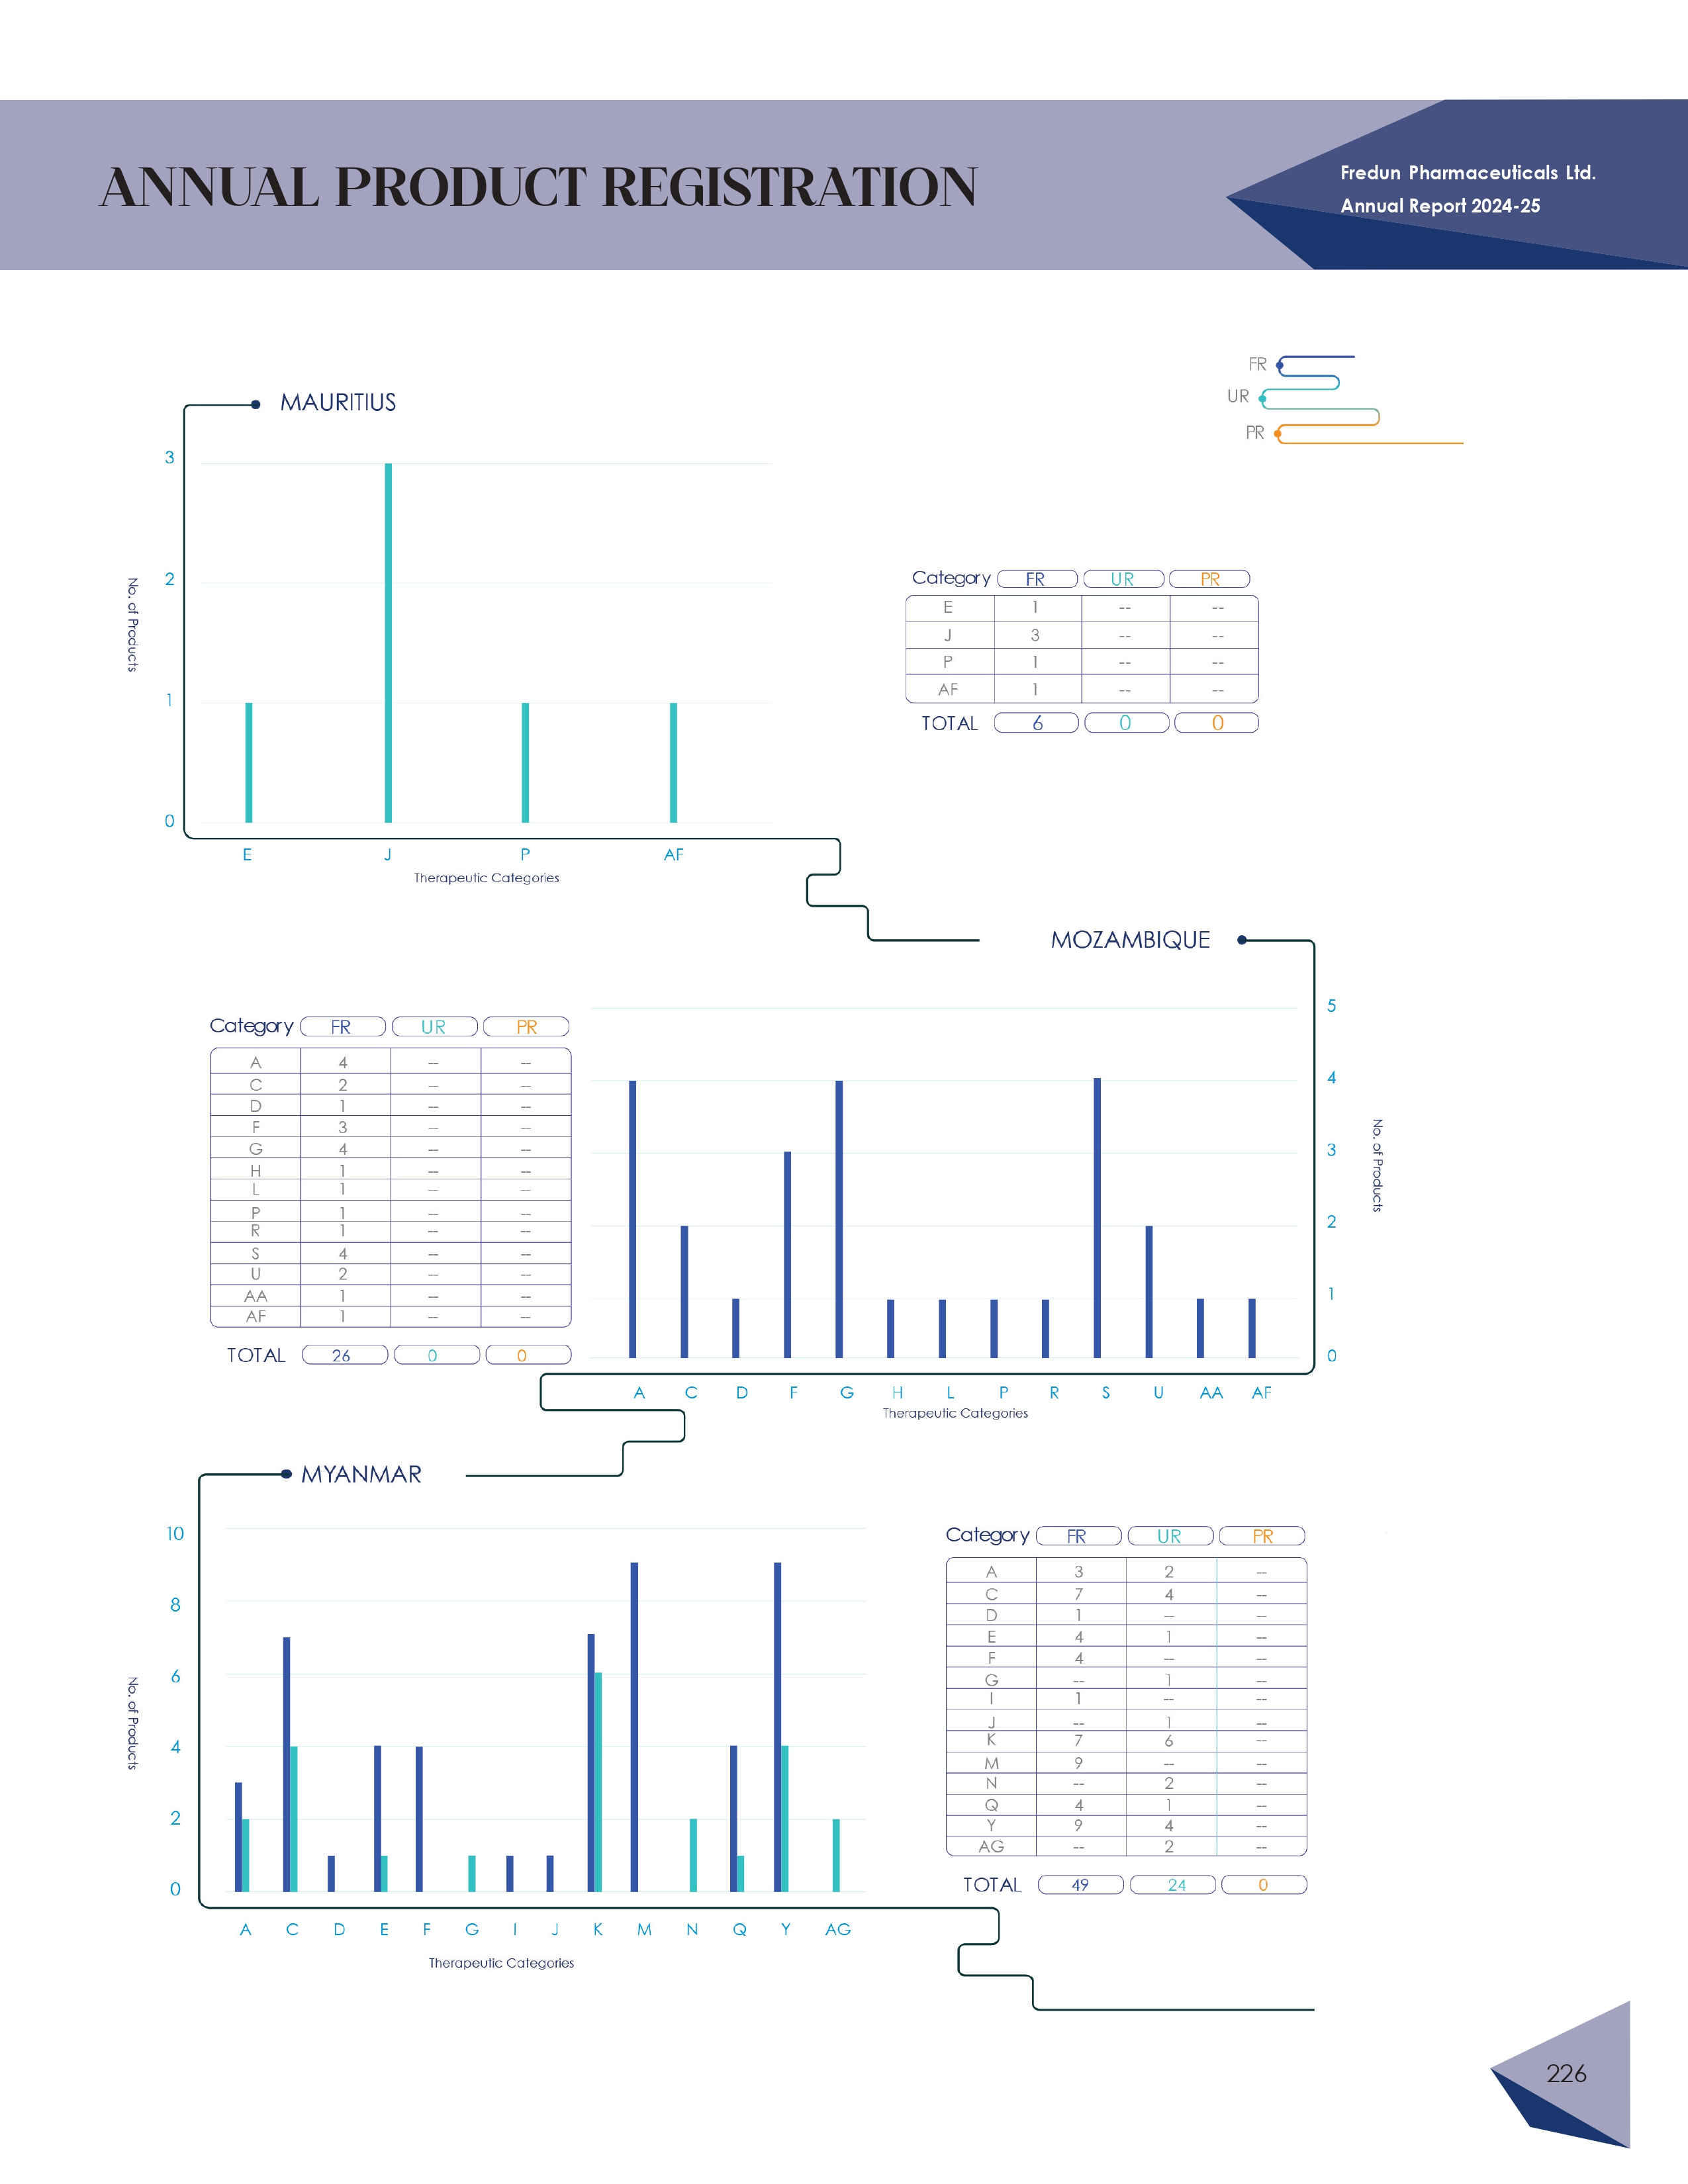 ANNUAL PRODUCT REGISTRATION
Fredun Pharmaceuticals Ltd.
Annual Report 2024-25
FR
UR
PR
MAURITIUS
3
2
1
0
No. of Products
E J P AF
Therapeutic Categories
Category FR UR PR
E 1 -- --
J 3 -- --
P 1 -- --
AF 1 -- --
TOTAL 6 0 0
MOZAMBIQUE
Category FR UR PR
A 4 -- --
C 2 -- --
D 1 -- --
F 3 -- --
G 4 -- --
H 1 -- --
L 1 -- --
P 1 -- --
R 1 -- --
S 4 -- --
U 2 -- --
AA 1 -- --
AF 1 -- --
TOTAL 26 0 0
5
4
3
2
1
0
No. of Products
A C D F G H L P R S U AA AF
Therapeutic Categories
MYANMAR
10
8
6
4
2
0
No. of Products
A C D E F G I J K M N Q Y AG
Therapeutic Categories
Category FR UR PR
A 3 2 --
C 7 4 --
D 1 -- --
E 4 1 --
F 4 -- --
G -- 1 --
I 1 -- --
J -- 1 --
K 7 6 --
M 9 -- --
N -- 2 --
Q 4 1 --
Y 9 4 --
AG -- 2 --
TOTAL 49 24 0
226